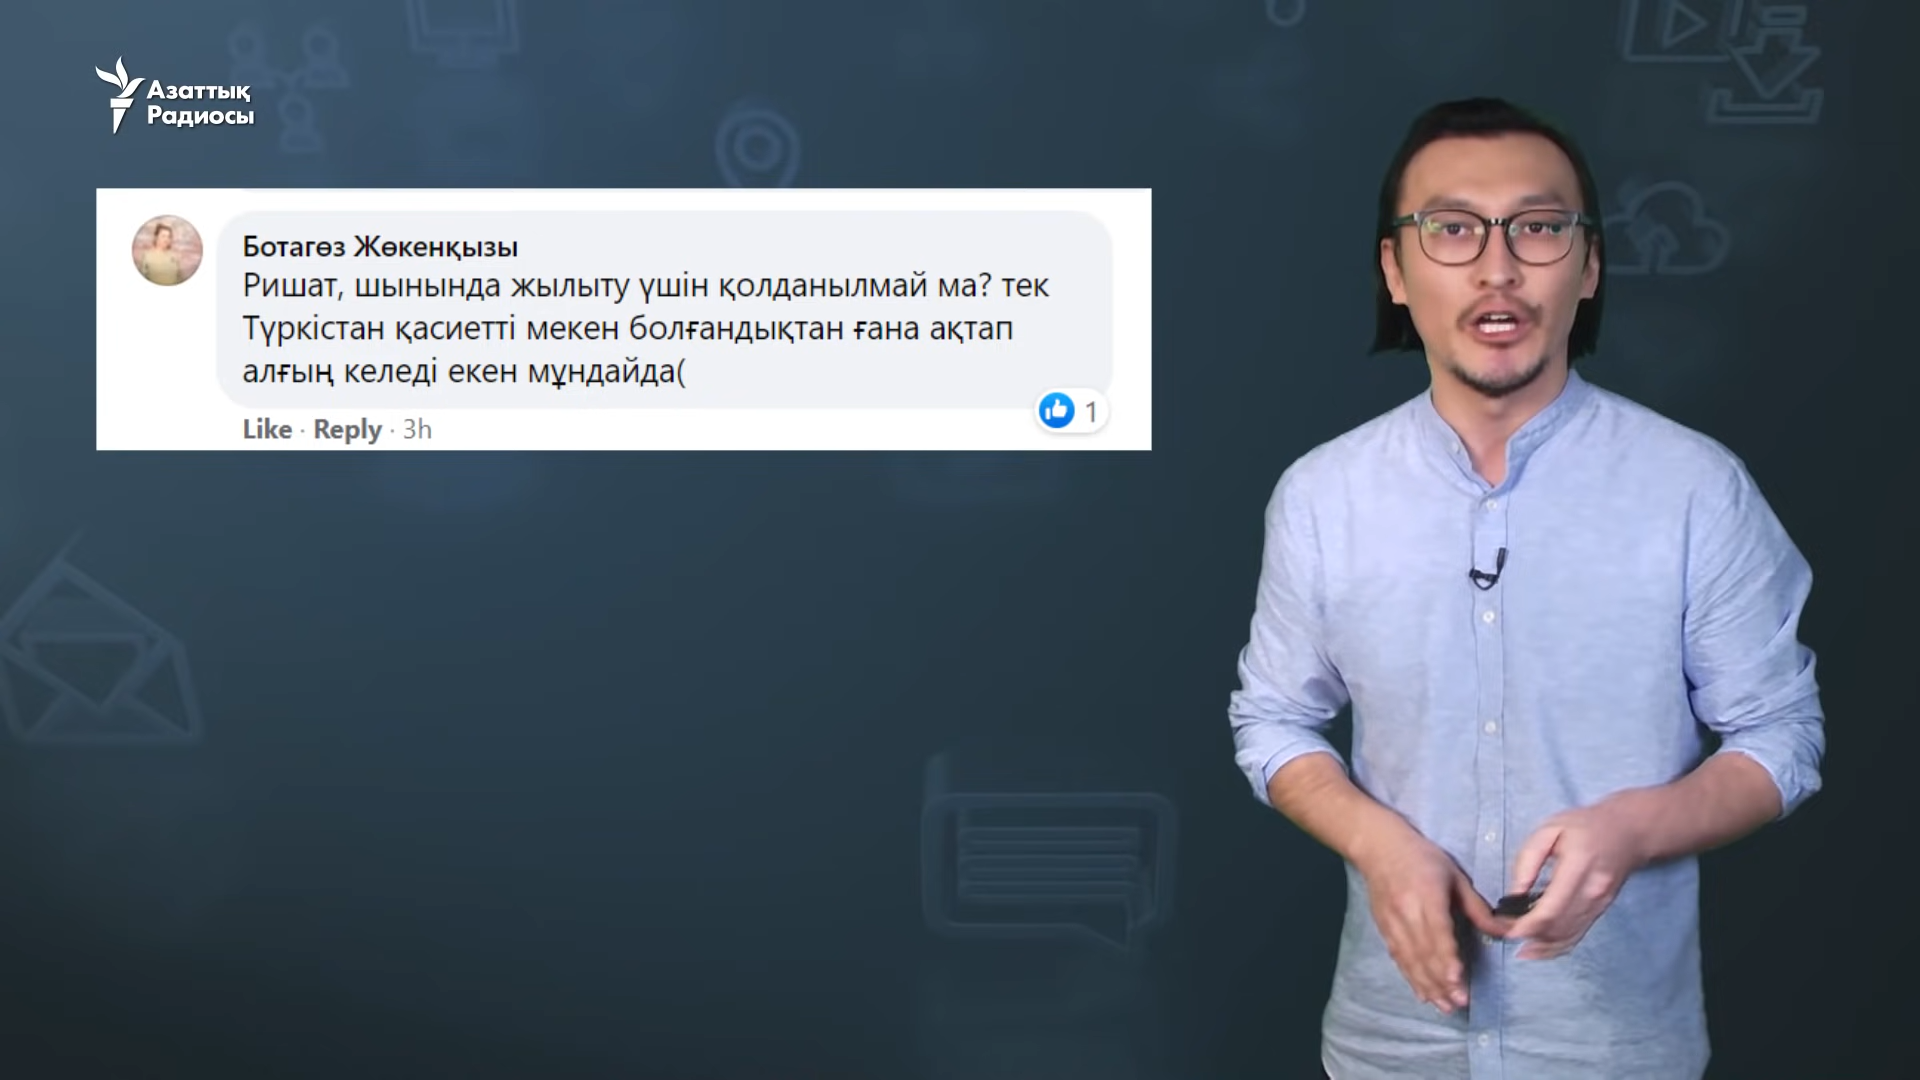 Азаттық
Радиосы
Ботагөз Жөкенқызы
Ришат, шынында жылыту үшін қолданылмай ма? тек
Түркістан қасиетті мекен болғандықтан ғана ақтап
алғың келеді екен мұндайда(
1
Like · Reply · 3h